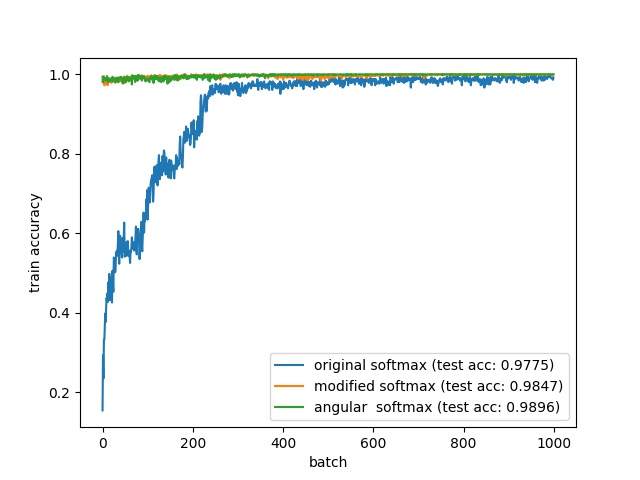 1.0
0.8
0.6
0.4
0.2
train accuracy
original softmax (test acc: 0.9775)
modified softmax (test acc: 0.9847)
angular  softmax (test acc: 0.9896)
0 200 400 600 800 1000
batch